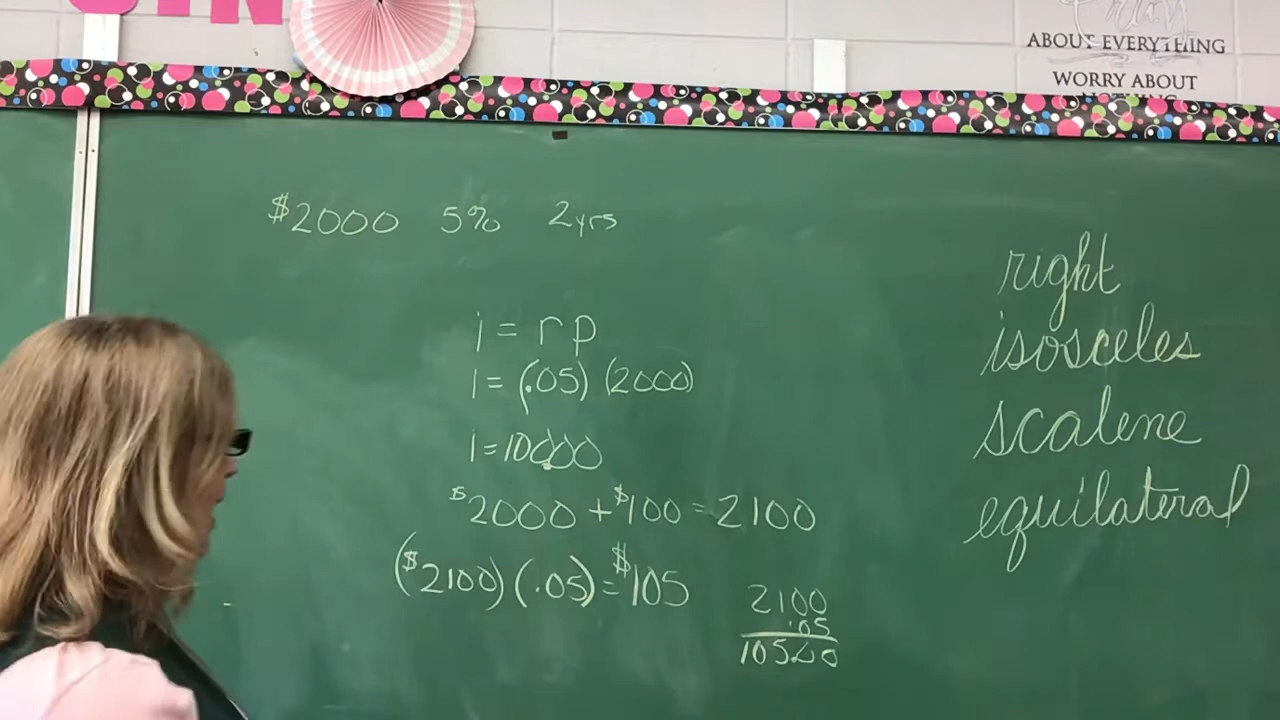 ABOUT EVERYTHING
WORRY ABOUT
$2000 5% 2yrs
i = rp
i = (.05) (2000)
i = 100.00
$2000 + $100 = 2100
($2100) (.05) = $105
2100
.05
105.00
right
isosceles
scalene
equilateral